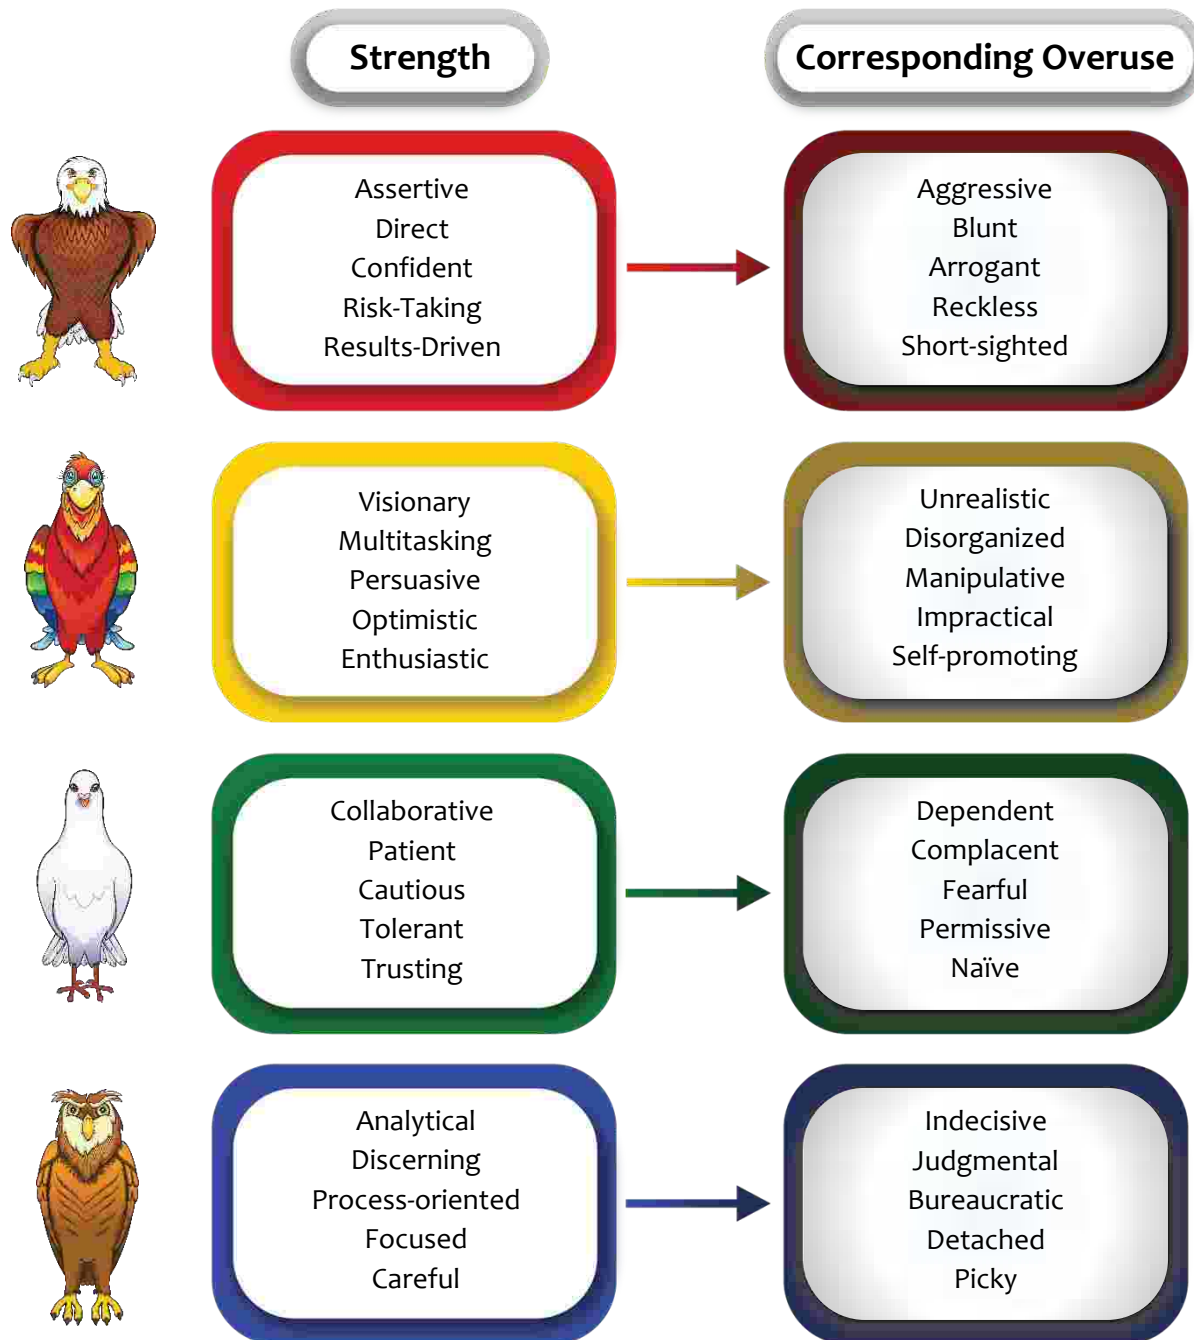 Strength
Corresponding Overuse
Assertive
Direct
Confident
Risk-Taking
Results-Driven
Aggressive
Blunt
Arrogant
Reckless
Short-sighted
Visionary
Multitasking
Persuasive
Optimistic
Enthusiastic
Unrealistic
Disorganized
Manipulative
Impractical
Self-promoting
Collaborative
Patient
Cautious
Tolerant
Trusting
Dependent
Complacent
Fearful
Permissive
Naïve
Analytical
Discerning
Process-oriented
Focused
Careful
Indecisive
Judgmental
Bureaucratic
Detached
Picky